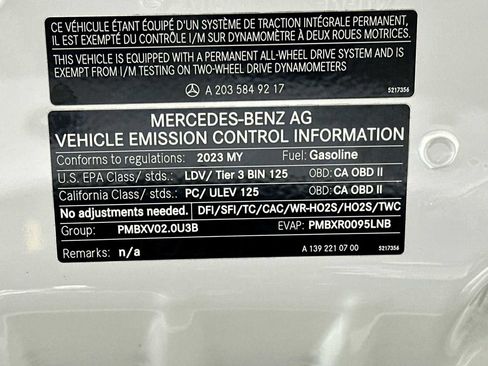 CE VÉHICULE ÉTANT ÉQUIPÉ D'UN SYSTEME DE TRACTION INTÉGRALE PERMANENT,
IL EST EXEMPTÉ DU CONTRÔLE I/M SUR DYNAMOMÈTRE À DEUX ROUES MOTRICES.
THIS VEHICLE IS EQUIPPED WITH A PERMANENT ALL-WHEEL DRIVE SYSTEM AND IS
EXEMPT FROM I/M TESTING ON TWO-WHEEL DRIVE DYNAMOMETERS
A 203 584 92 17 5217356
MERCEDES-BENZ AG
VEHICLE EMISSION CONTROL INFORMATION
Conforms to regulations: 2023 MY Fuel: Gasoline
U.S. EPA Class/ stds.: LDV/ Tier 3 BIN 125 OBD: CA OBD II
California Class/ stds.: PC/ ULEV 125 OBD: CA OBD II
No adjustments needed. DFI/SFI/TC/CAC/WR-HO2S/HO2S/TWC
Group: PMBXV02.0U3B EVAP: PMBXR0095LNB
Remarks: n/a A 139 221 07 00 5217356